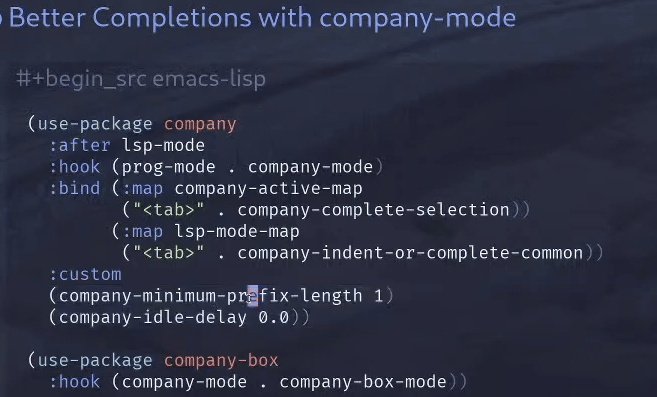 Better Completions with company-mode
#+begin_src emacs-lisp
(use-package company
:after lsp-mode
:hook (prog-mode . company-mode)
:bind (:map company-active-map
("<tab>" . company-complete-selection))
(:map lsp-mode-map
("<tab>" . company-indent-or-complete-common))
:custom
(company-minimum-prefix-length 1)
(company-idle-delay 0.0))
(use-package company-box
:hook (company-mode . company-box-mode))